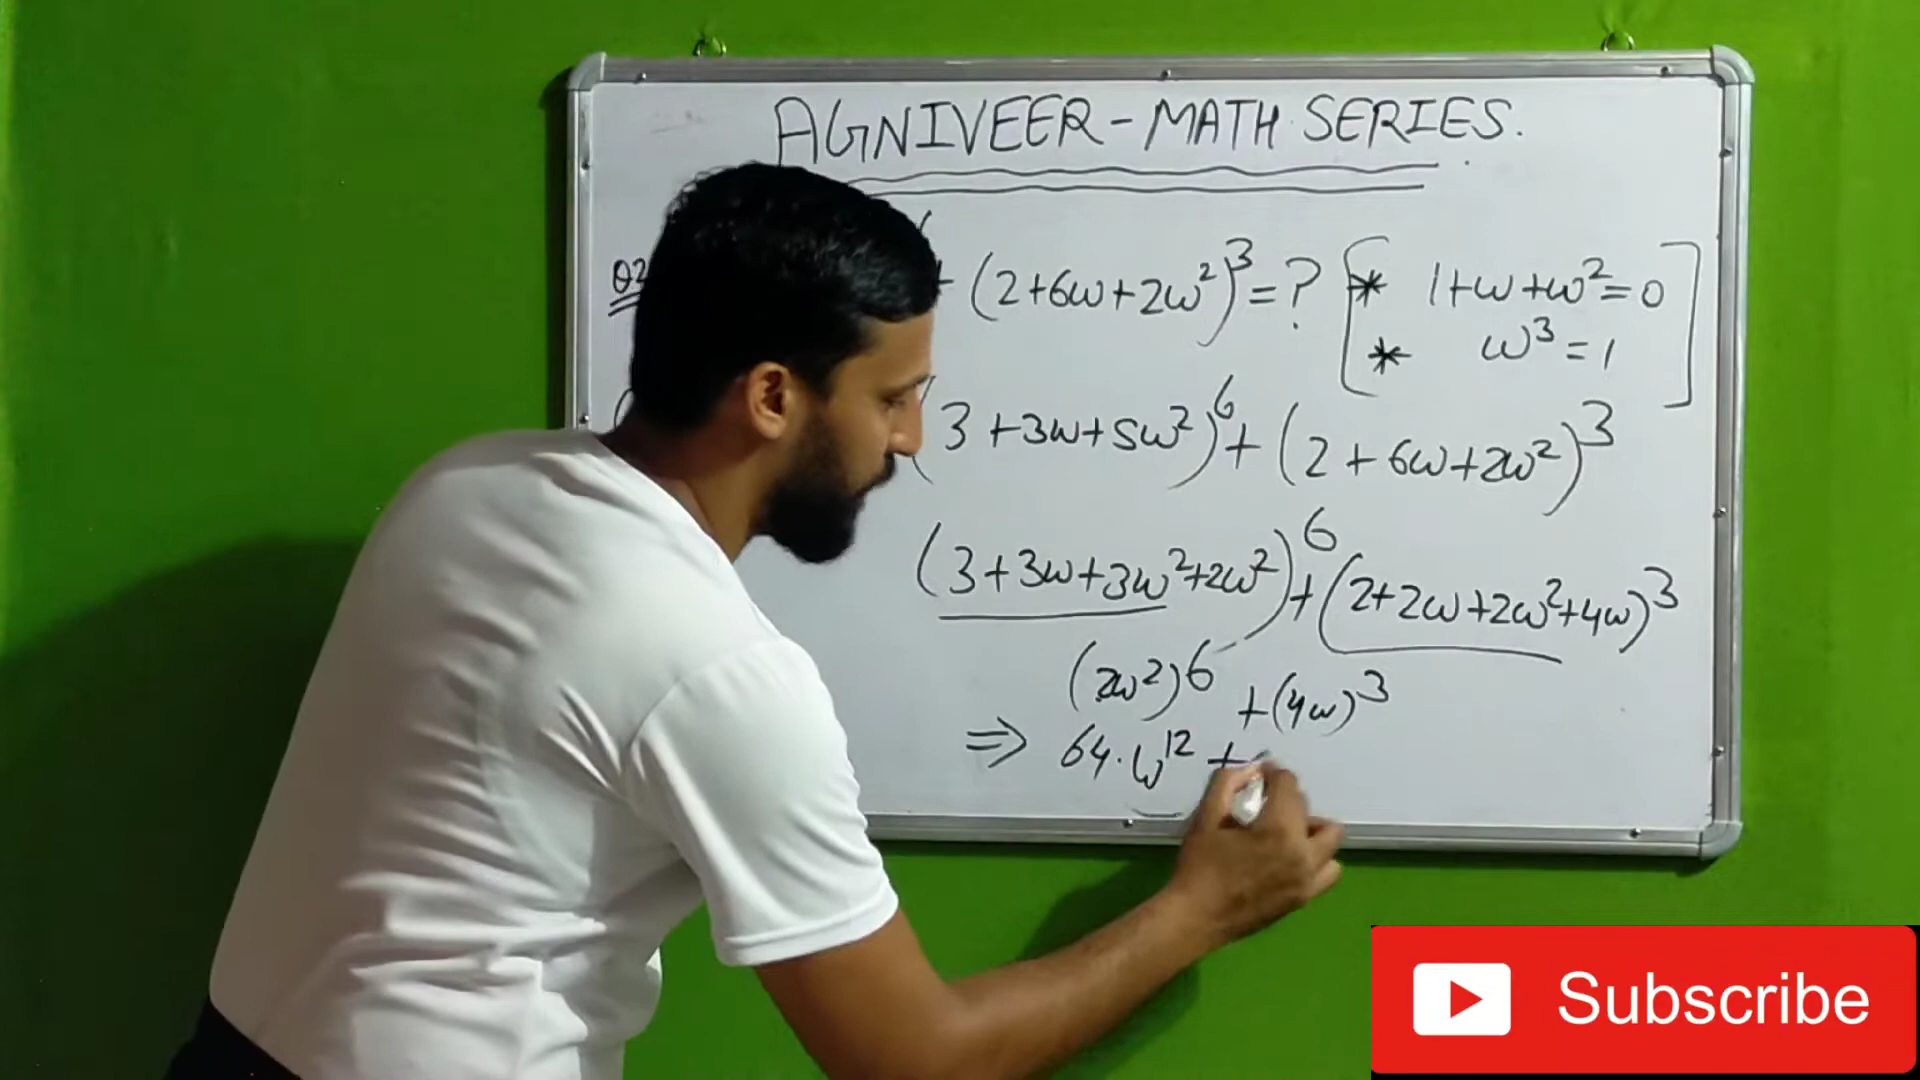 AGNIVEER - MATH SERIES.
Q2 (2+6ω+2ω²)³ = ? [ * 1+ω+ω²=0
* ω³ = 1 ]
(3+3ω+5ω²)⁶ + (2+6ω+2ω²)³
(3+3ω+3ω²+2ω²)⁶ + (2+2ω+2ω²+4ω)³
(2ω²)⁶ + (4ω)³
⇒ 64·ω¹² +
Subscribe